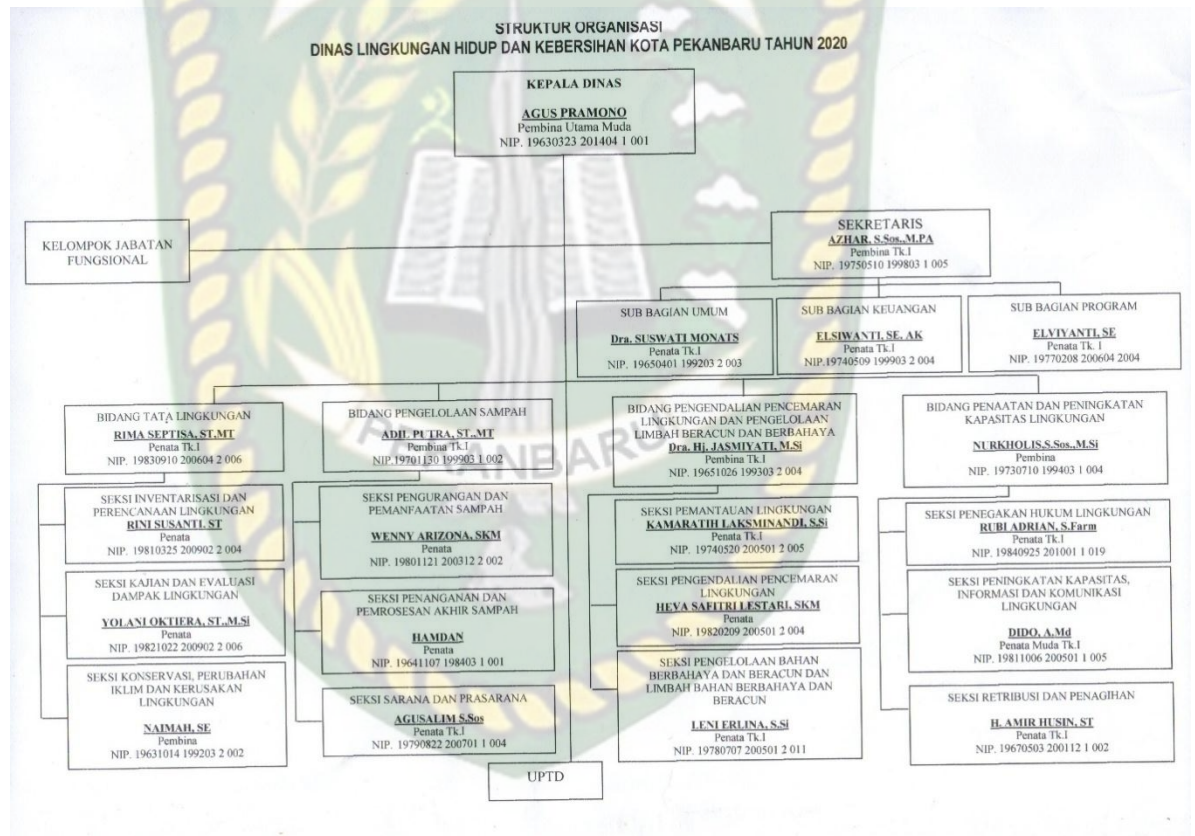 STRUKTUR ORGANISASI
DINAS LINGKUNGAN HIDUP DAN KEBERSIHAN KOTA PEKANBARU TAHUN 2020
KEPALA DINAS
AGUS PRAMONO
Pembina Utama Muda
NIP. 19630323 201404 1 001
KELOMPOK JABATAN
FUNGSIONAL
SEKRETARIS
AZHAR, S.Sos.,M.PA
Pembina Tk.I
NIP. 19750510 199803 1 005
SUB BAGIAN UMUM
Dra. SUSWATI MONATS
Penata Tk.I
NIP. 19650401 199203 2 003
SUB BAGIAN KEUANGAN
ELSIWANTI, SE, AK
Penata Tk.I
NIP.19740509 199903 2 004
SUB BAGIAN PROGRAM
ELVIYANTI, SE
Penata Tk. I
NIP. 19770208 200604 2004
BIDANG TATA LINGKUNGAN
RIMA SEPTISA, ST,MT
Penata Tk.I
NIP. 19830910 200604 2 006
SEKSI INVENTARISASI DAN
PERENCANAAN LINGKUNGAN
RINI SUSANTI, ST
Penata
NIP. 19810325 200902 2 004
SEKSI KAJIAN DAN EVALUASI
DAMPAK LINGKUNGAN
YOLANI OKTIERA, ST.,M.Si
Penata
NIP. 19821022 200902 2 006
SEKSI KONSERVASI, PERUBAHAN
IKLIM DAN KERUSAKAN
LINGKUNGAN
NAIMAH, SE
Pembina
NIP. 19631014 199203 2 002
BIDANG PENGELOLAAN SAMPAH
ADIL PUTRA, ST.,MT
Pembina Tk.I
NIP.19701130 199903 1 002
SEKSI PENGURANGAN DAN
PEMANFAATAN SAMPAH
WENNY ARIZONA, SKM
Penata
NIP. 19801121 200312 2 002
SEKSI PENANGANAN DAN
PEMROSESAN AKHIR SAMPAH
HAMDAN
Penata
NIP. 19641107 198403 1 001
SEKSI SARANA DAN PRASARANA
AGUSALIM S,Sos
Penata Tk.I
NIP. 19790822 200701 1 004
BIDANG PENGENDALIAN PENCEMARAN
LINGKUNGAN DAN PENGELOLAAN
LIMBAH BERACUN DAN BERBAHAYA
Dra. Hj. JASMIYATI, M.Si
Pembina Tk.I
NIP. 19651026 199303 2 004
SEKSI PEMANTAUAN LINGKUNGAN
KAMARATIH LAKSMINANDI, S.Si
Penata Tk.I
NIP. 19740520 200501 2 005
SEKSI PENGENDALIAN PENCEMARAN
LINGKUNGAN
HEVA SAFITRI LESTARI, SKM
Penata
NIP. 19820209 200501 2 004
SEKSI PENGELOLAAN BAHAN
BERBAHAYA DAN BERACUN DAN
LIMBAH BAHAN BERBAHAYA DAN
BERACUN
LENI ERLINA, S.Si
Penata Tk.I
NIP. 19780707 200501 2 011
BIDANG PENAATAN DAN PENINGKATAN
KAPASITAS LINGKUNGAN
NURKHOLIS,S.Sos., M.Si
Pembina
NIP. 19730710 199403 1 004
SEKSI PENEGAKAN HUKUM LINGKUNGAN
RUBI ADRIAN, S.Farm
Penata Tk.I
NIP. 19840925 201001 1 019
SEKSI PENINGKATAN KAPASITAS,
INFORMASI DAN KOMUNIKASI
LINGKUNGAN
DIDO, A.Md
Penata Muda Tk.I
NIP. 19811006 200501 1 005
SEKSI RETRIBUSI DAN PENAGIHAN
H. AMIR HUSIN, ST
Penata Tk.I
NIP. 19670503 200112 1 002
UPTD
PEKANBARU